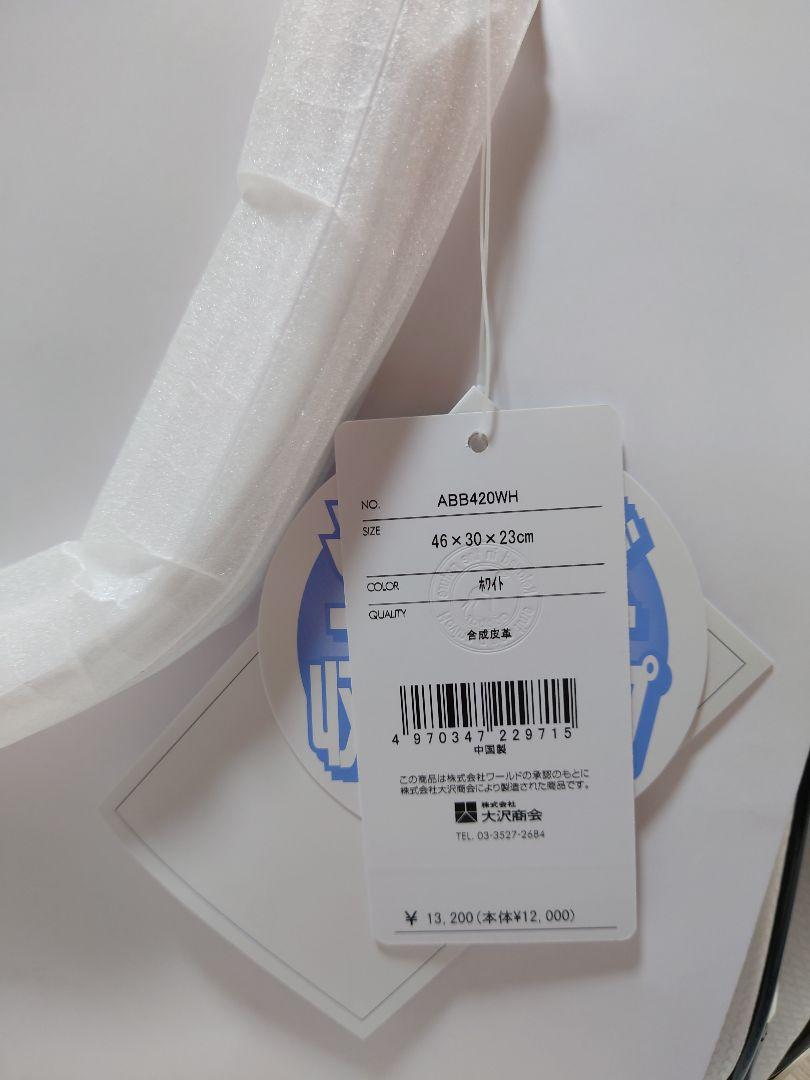 NO. ABB420WH
SIZE 46×30×23cm
COLOR ホワイト
QUALITY
合成皮革
4 970347 229715
中国製
この商品は株式会社ワールドの承認のもとに
株式会社大沢商会により製造された商品です。
株式会社
大沢商会
TEL. 03-3527-2684
¥ 13,200(本体¥12,000)